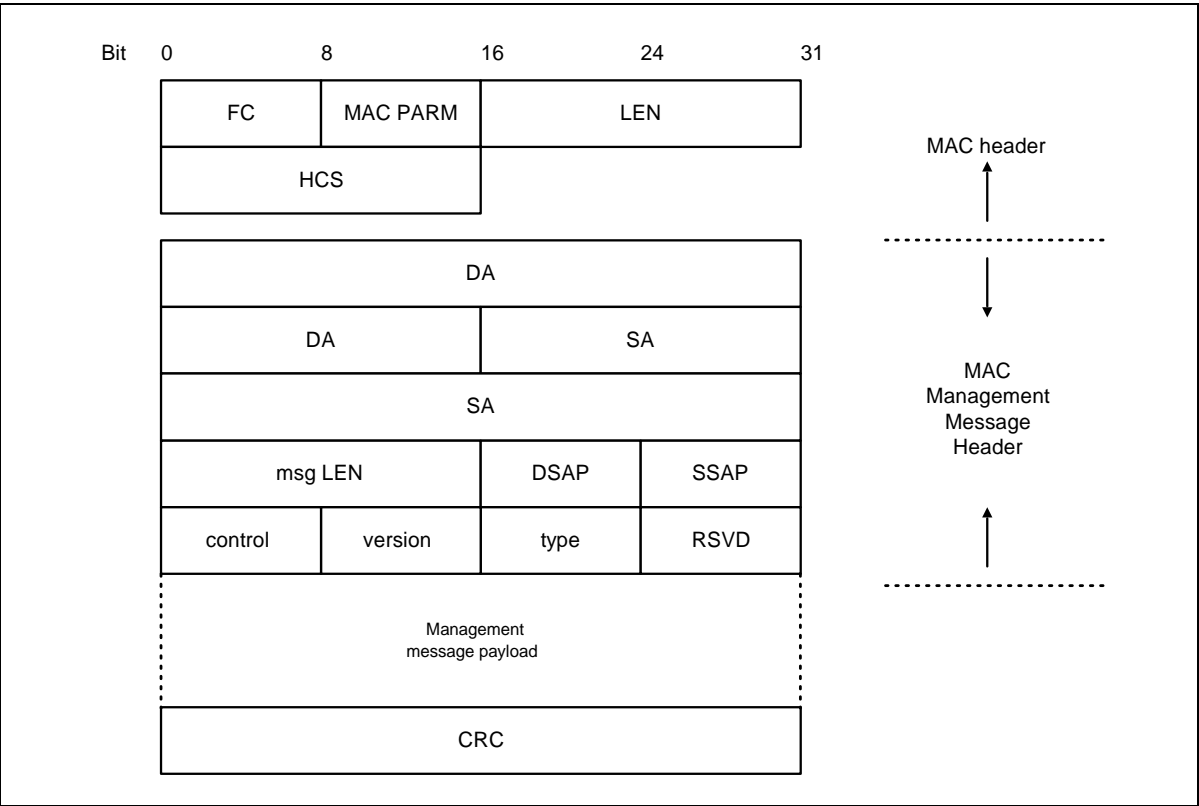 Bit 0 8 16 24 31
FC MAC PARM LEN
MAC header
HCS
DA
DA SA
SA
MAC
Management
Message
Header
msg LEN DSAP SSAP
control version type RSVD
Management
message payload
CRC